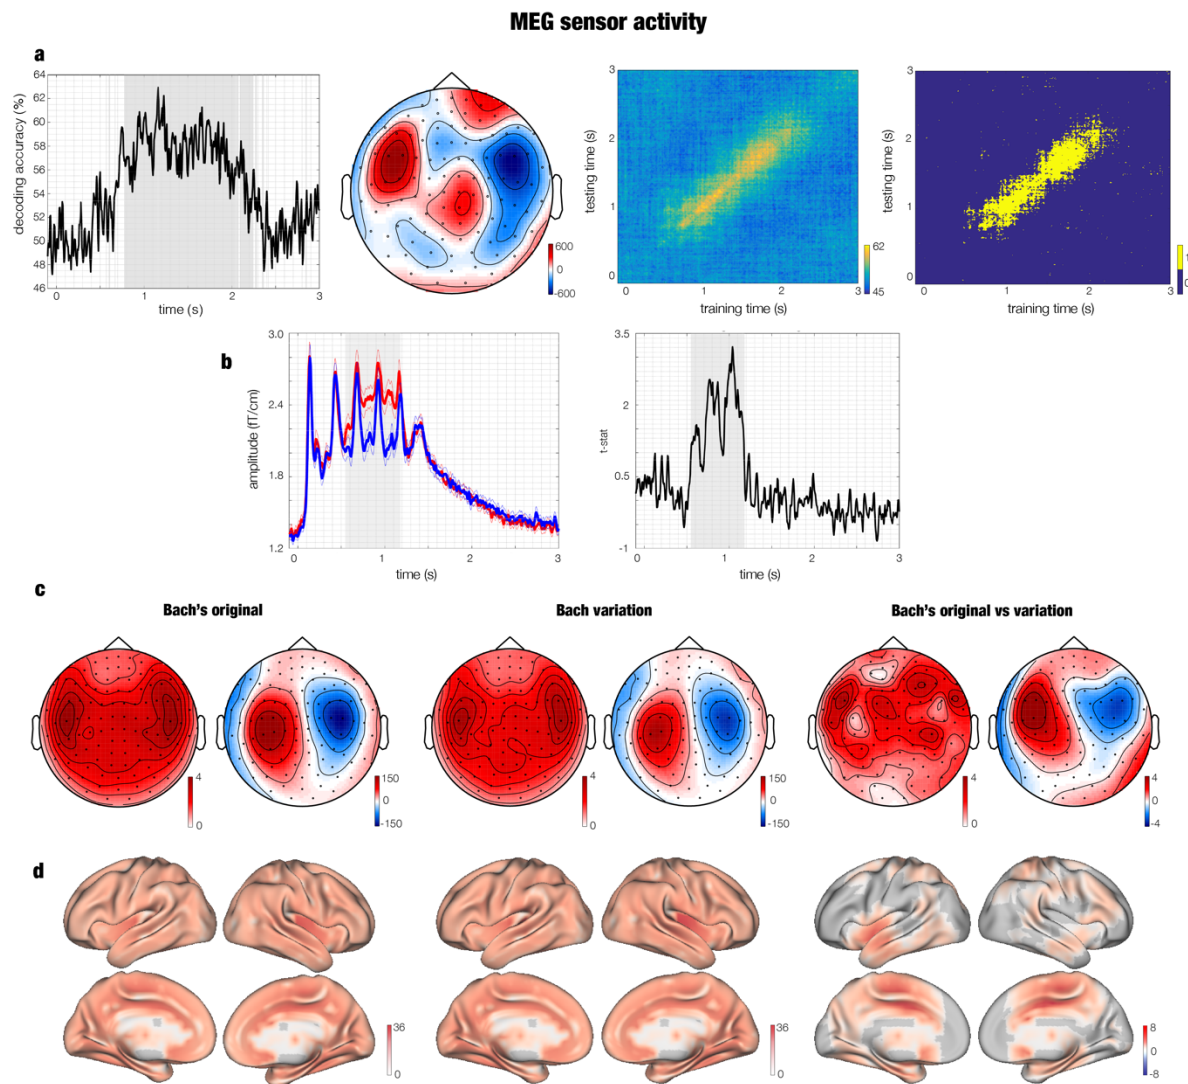 MEG sensor activity
a
64
62
60
58
56
54
52
50
48
46
decoding accuracy (%)
0 1 2 3
time (s)
600
0
-600
3
2
1
0
testing time (s)
0 1 2 3
training time (s)
62
45
3
2
1
0
testing time (s)
0 1 2 3
training time (s)
1
0
b
3.0
2.4
1.8
1.2
amplitude (fT/cm)
0 1 2 3
time (s)
3.5
2
0.5
-1
t-stat
0 1 2 3
time (s)
c
Bach's original
Bach variation
Bach's original vs variation
4
0
150
0
-150
4
0
150
0
-150
4
0
4
0
-4
d
36
0
36
0
8
0
-8